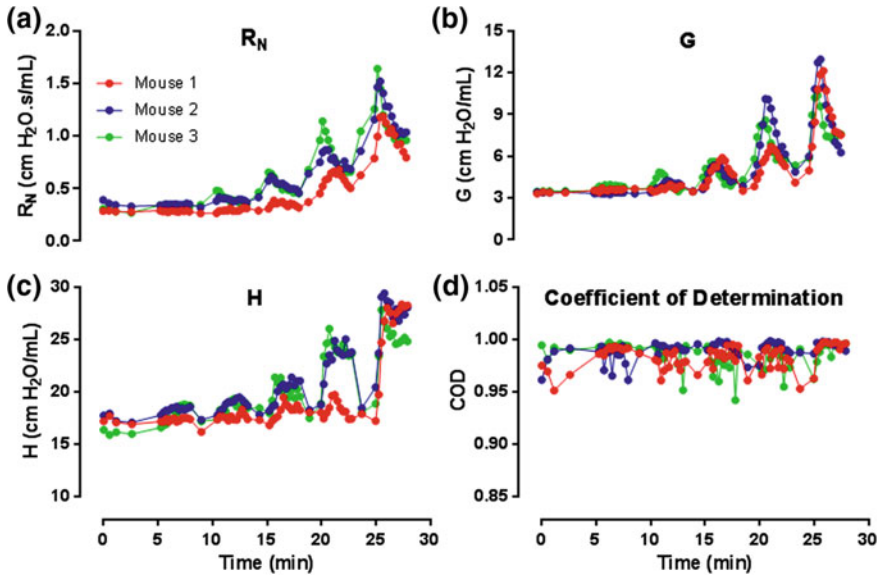 (a)
R_N
2.0
1.5
1.0
0.5
0.0
R_N (cm H₂O.s/mL)
Mouse 1
Mouse 2
Mouse 3
(b)
G
15
12
9
6
3
0
G (cm H₂O/mL)
(c)
H
30
25
20
15
10
H (cm H₂O/mL)
0 5 10 15 20 25 30
Time (min)
(d)
Coefficient of Determination
1.05
1.00
0.95
0.90
0.85
COD
0 5 10 15 20 25 30
Time (min)